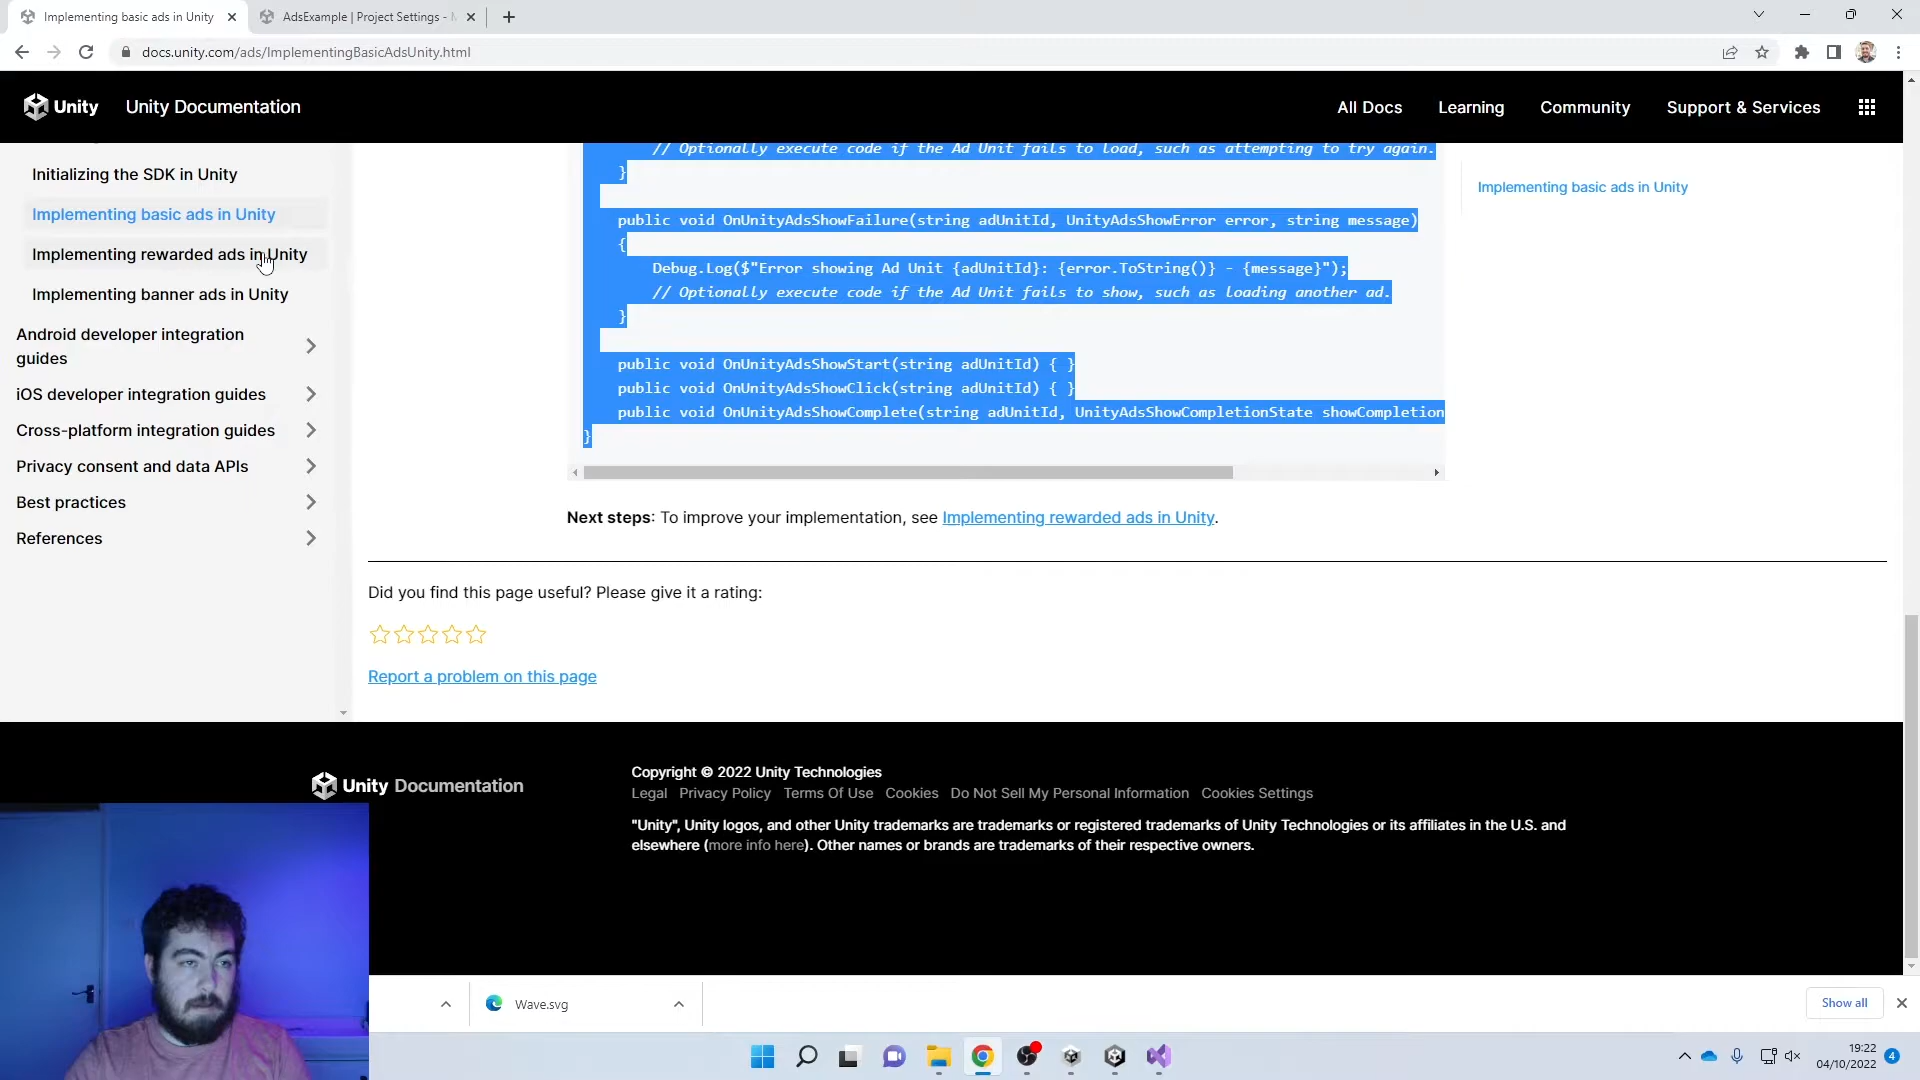 Implementing basic ads in Unity
AdsExample | Project Settings -
docs.unity.com/ads/ImplementingBasicAdsUnity.html
Unity
Unity Documentation
All Docs
Learning
Community
Support & Services
Initializing the SDK in Unity
Implementing basic ads in Unity
Implementing rewarded ads in Unity
Implementing banner ads in Unity
Android developer integration
guides
iOS developer integration guides
Cross-platform integration guides
Privacy consent and data APIs
Best practices
References
// Optionally execute code if the Ad Unit fails to load, such as attempting to try again.
}
public void OnUnityAdsShowFailure(string adUnitId, UnityAdsShowError error, string message)
{
Debug.Log($"Error showing Ad Unit {adUnitId}: {error.ToString()} - {message}");
// Optionally execute code if the Ad Unit fails to show, such as loading another ad.
}
public void OnUnityAdsShowStart(string adUnitId) { }
public void OnUnityAdsShowClick(string adUnitId) { }
public void OnUnityAdsShowComplete(string adUnitId, UnityAdsShowCompletionState showCompletion
}
Implementing basic ads in Unity
Next steps: To improve your implementation, see Implementing rewarded ads in Unity.
Did you find this page useful? Please give it a rating:
Report a problem on this page
Unity Documentation
Copyright © 2022 Unity Technologies
Legal Privacy Policy Terms Of Use Cookies Do Not Sell My Personal Information Cookies Settings
"Unity", Unity logos, and other Unity trademarks are trademarks or registered trademarks of Unity Technologies or its affiliates in the U.S. and
elsewhere (more info here). Other names or brands are trademarks of their respective owners.
Wave.svg
Show all
19:22
04/10/2022
4